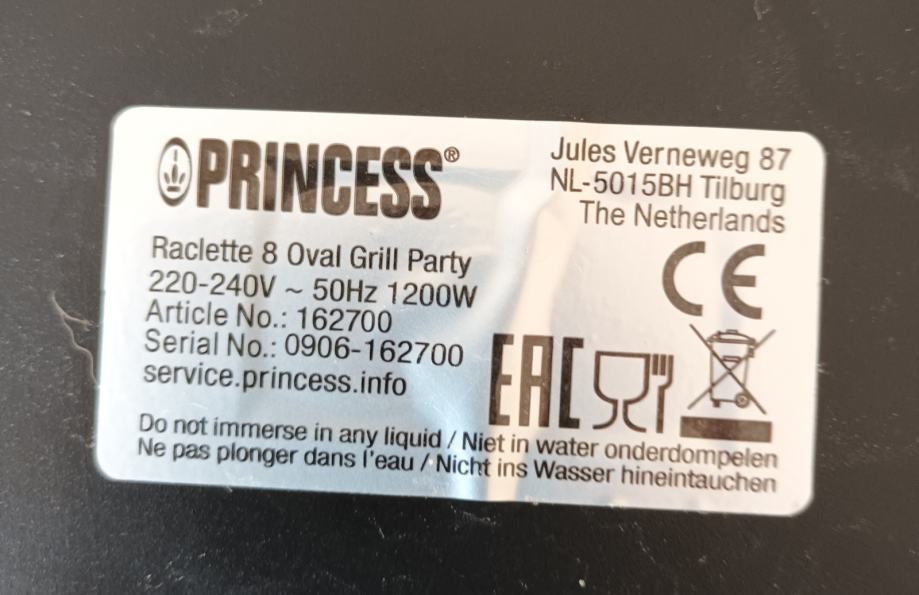 PRINCESS®
Raclette 8 Oval Grill Party
220-240V ~ 50Hz 1200W
Article No.: 162700
Serial No.: 0906-162700
service.princess.info
Jules Verneweg 87
NL-5015BH Tilburg
The Netherlands
CE
EAC
Do not immerse in any liquid / Niet in water onderdompelen
Ne pas plonger dans l'eau / Nicht ins Wasser hineintauchen